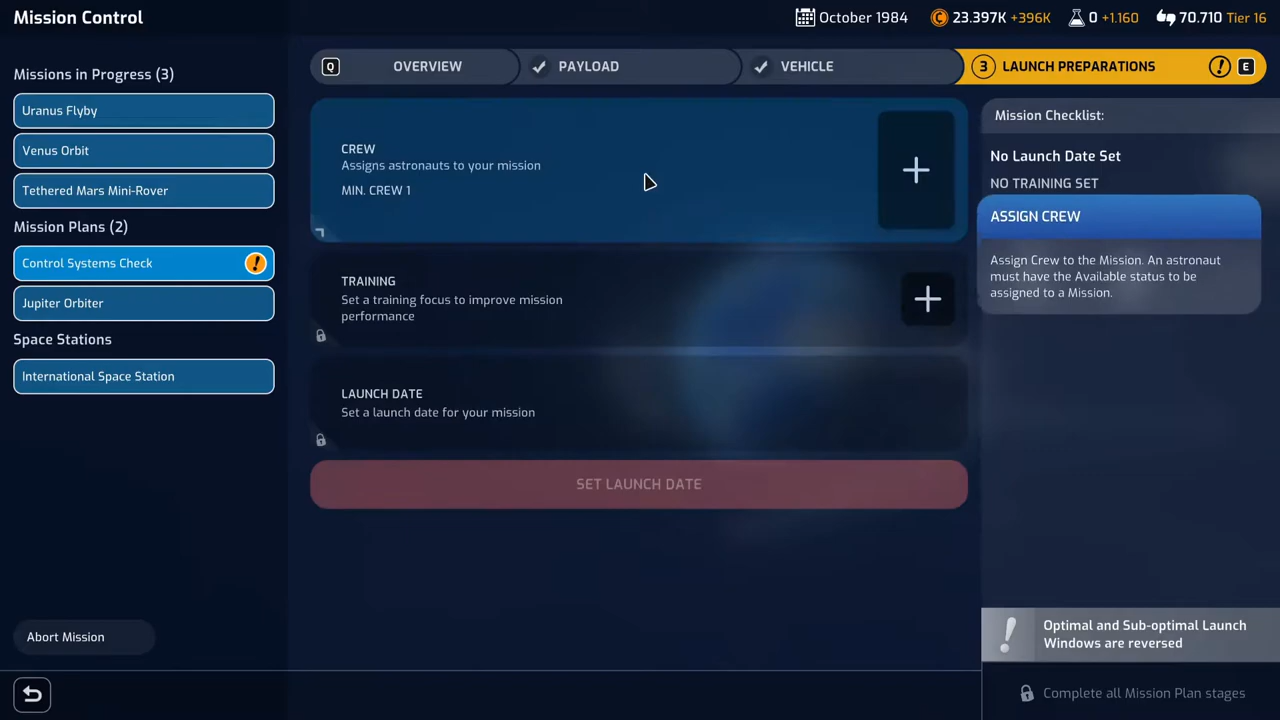 Mission Control
October 1984
23.397K +396K
0 +1.160
70.710 Tier 16
Missions in Progress (3)
Uranus Flyby
Venus Orbit
Tethered Mars Mini-Rover
Mission Plans (2)
Control Systems Check
Jupiter Orbiter
Space Stations
International Space Station
Abort Mission
Q
OVERVIEW
PAYLOAD
VEHICLE
3 LAUNCH PREPARATIONS
E
CREW
Assigns astronauts to your mission
MIN. CREW 1
TRAINING
Set a training focus to improve mission
performance
LAUNCH DATE
Set a launch date for your mission
SET LAUNCH DATE
Mission Checklist:
No Launch Date Set
NO TRAINING SET
ASSIGN CREW
Assign Crew to the Mission. An astronaut
must have the Available status to be
assigned to a Mission.
Optimal and Sub-optimal Launch
Windows are reversed
Complete all Mission Plan stages